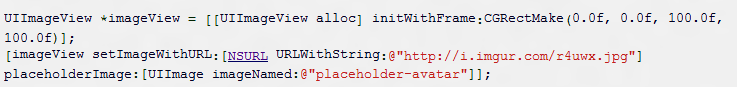 UIImageView *imageView = [[UIImageView alloc] initWithFrame:CGRectMake(0.0f, 0.0f, 100.0f,
100.0f)];
[imageView setImageWithURL:[NSURL URLWithString:@"http://i.imgur.com/r4uwx.jpg"]
placeholderImage:[UIImage imageNamed:@"placeholder-avatar"]];